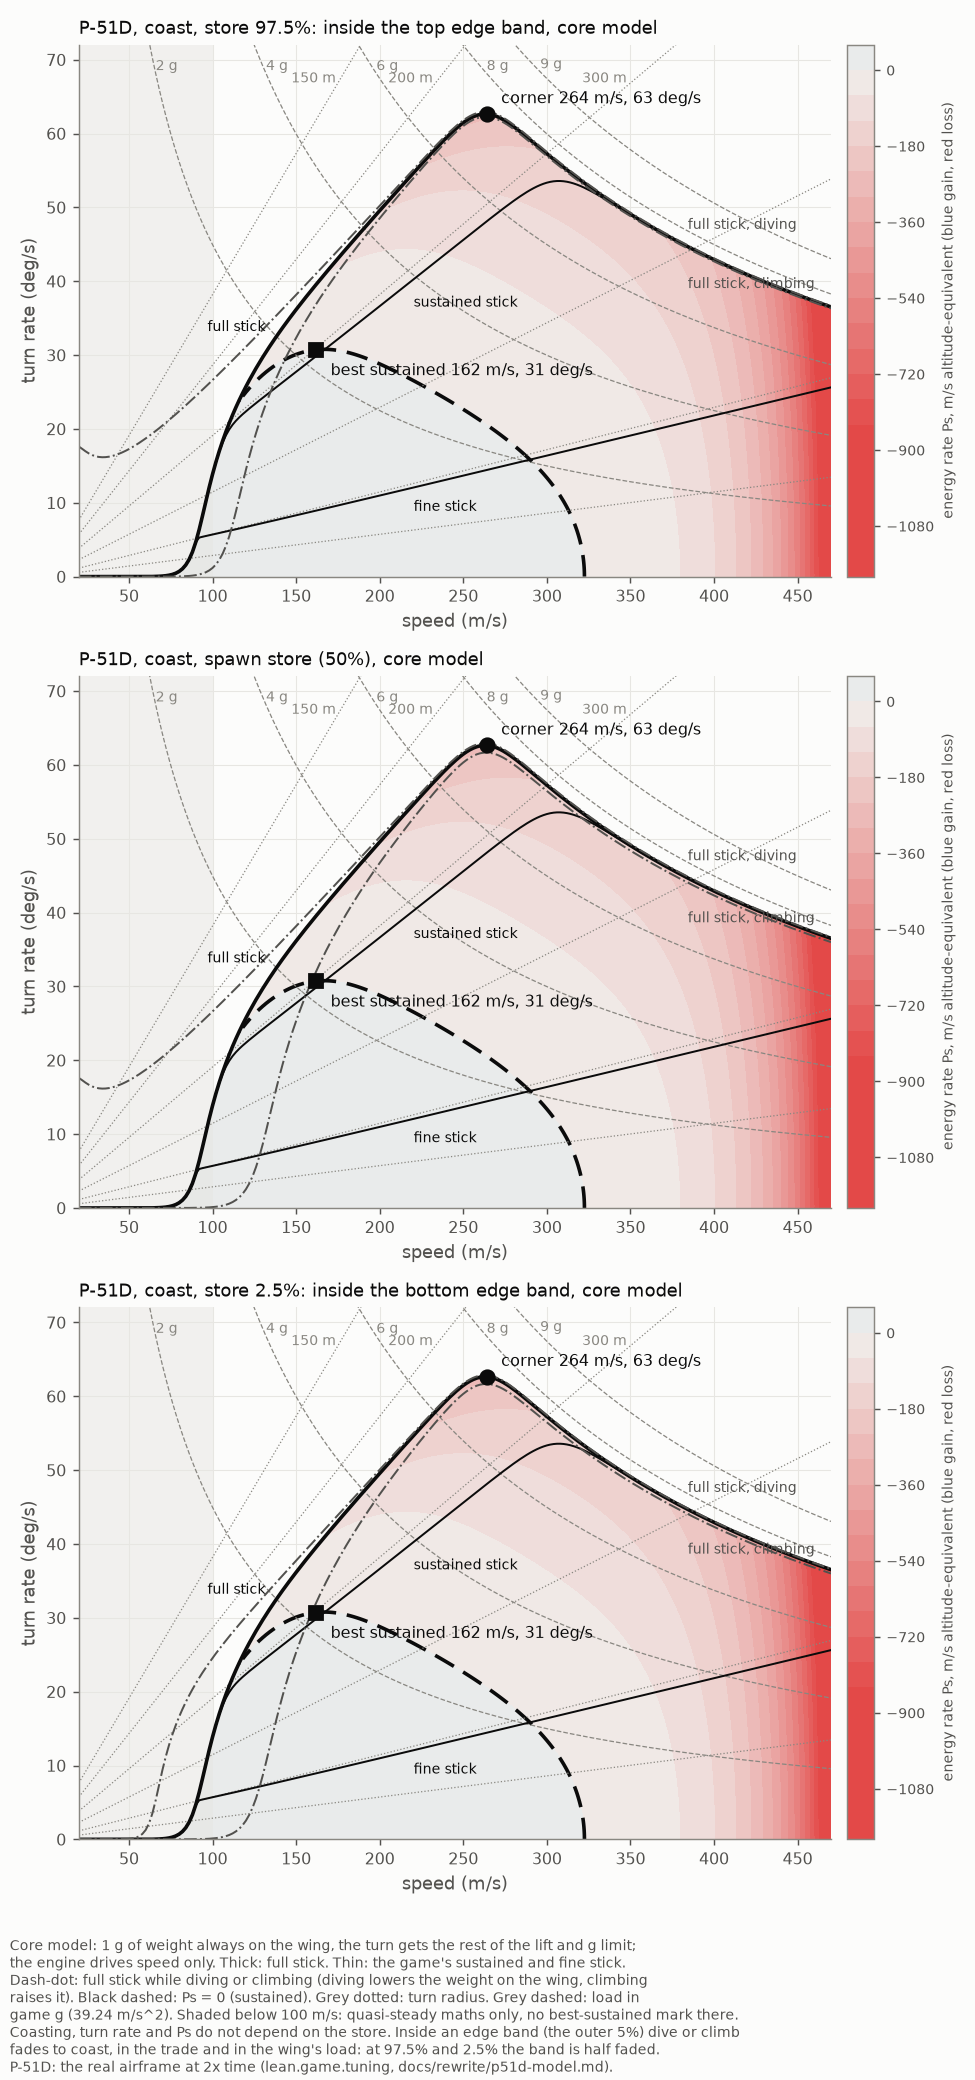 P-51D, coast, store 97.5%: inside the top edge band, core model
70
60
50
40
30
20
10
0
turn rate (deg/s)
2 g
4 g
150 m
6 g
200 m
8 g
9 g
300 m
corner 264 m/s, 63 deg/s
full stick, diving
full stick, climbing
sustained stick
full stick
best sustained 162 m/s, 31 deg/s
fine stick
50
100
150
200
250
300
350
400
450
speed (m/s)
0
−180
−360
−540
−720
−900
−1080
energy rate Ps, m/s altitude-equivalent (blue gain, red loss)
P-51D, coast, spawn store (50%), core model
70
60
50
40
30
20
10
0
turn rate (deg/s)
2 g
4 g
150 m
6 g
200 m
8 g
9 g
300 m
corner 264 m/s, 63 deg/s
full stick, diving
full stick, climbing
sustained stick
full stick
best sustained 162 m/s, 31 deg/s
fine stick
50
100
150
200
250
300
350
400
450
speed (m/s)
0
−180
−360
−540
−720
−900
−1080
energy rate Ps, m/s altitude-equivalent (blue gain, red loss)
P-51D, coast, store 2.5%: inside the bottom edge band, core model
70
60
50
40
30
20
10
0
turn rate (deg/s)
2 g
4 g
150 m
6 g
200 m
8 g
9 g
300 m
corner 264 m/s, 63 deg/s
full stick, diving
full stick, climbing
sustained stick
full stick
best sustained 162 m/s, 31 deg/s
fine stick
50
100
150
200
250
300
350
400
450
speed (m/s)
0
−180
−360
−540
−720
−900
−1080
energy rate Ps, m/s altitude-equivalent (blue gain, red loss)
Core model: 1 g of weight always on the wing, the turn gets the rest of the lift and g limit;
the engine drives speed only. Thick: full stick. Thin: the game's sustained and fine stick.
Dash-dot: full stick while diving or climbing (diving lowers the weight on the wing, climbing
raises it). Black dashed: Ps = 0 (sustained). Grey dotted: turn radius. Grey dashed: load in
game g (39.24 m/s^2). Shaded below 100 m/s: quasi-steady maths only, no best-sustained mark there.
Coasting, turn rate and Ps do not depend on the store. Inside an edge band (the outer 5%) dive or climb
fades to coast, in the trade and in the wing's load: at 97.5% and 2.5% the band is half faded.
P-51D: the real airframe at 2x time (lean.game.tuning, docs/rewrite/p51d-model.md).